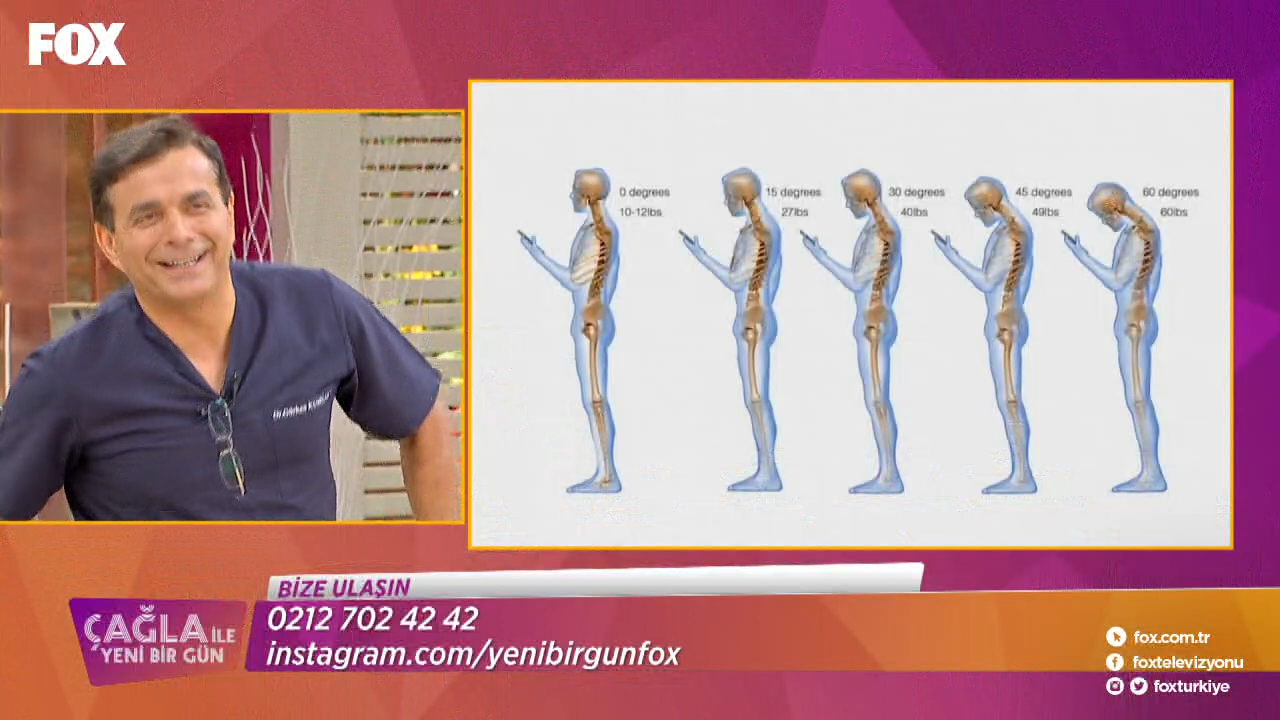 FOX
0 degrees
10-12lbs
15 degrees
27lbs
30 degrees
40lbs
45 degrees
49lbs
60 degrees
60lbs
BİZE ULAŞIN
ÇAĞLA İLE
YENİ BİR GÜN
0212 702 42 42
instagram.com/yenibirgunfox
fox.com.tr
foxtelevizyonu
foxturkiye